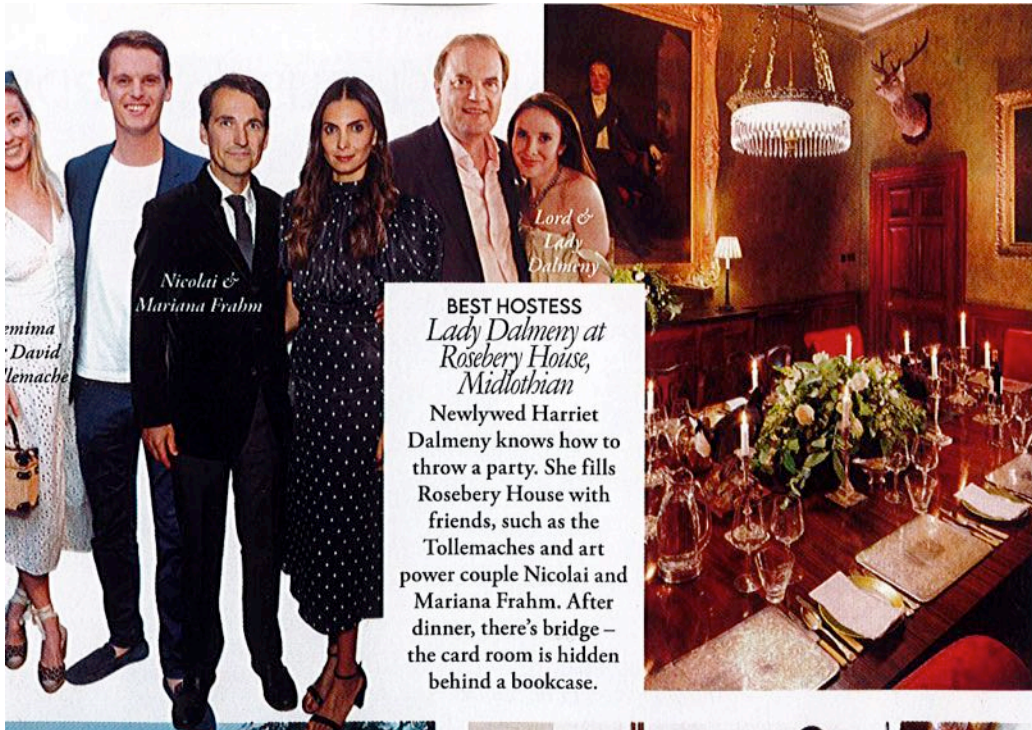 Nicolai &
Mariana Frahm
Lord &
Lady
Dalmeny
David
BEST HOSTESS
Lady Dalmeny at
Rosebery House,
Midlothian
Newlywed Harriet
Dalmeny knows how to
throw a party. She fills
Rosebery House with
friends, such as the
Tollemaches and art
power couple Nicolai and
Mariana Frahm. After
dinner, there's bridge –
the card room is hidden
behind a bookcase.